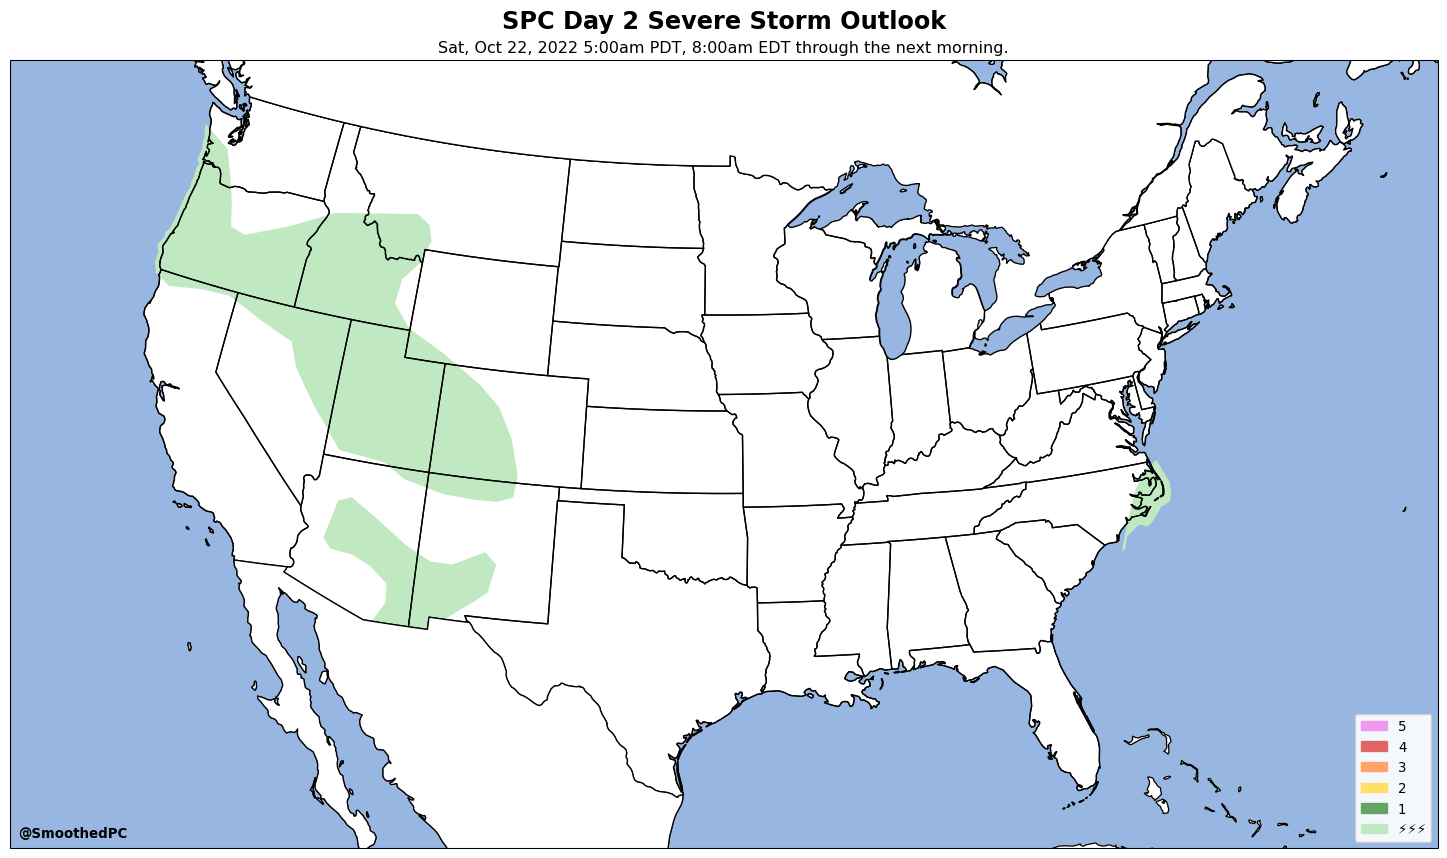 SPC Day 2 Severe Storm Outlook
Sat, Oct 22, 2022 5:00am PDT, 8:00am EDT through the next morning.
5
4
3
2
1
⚡⚡⚡
@SmoothedPC